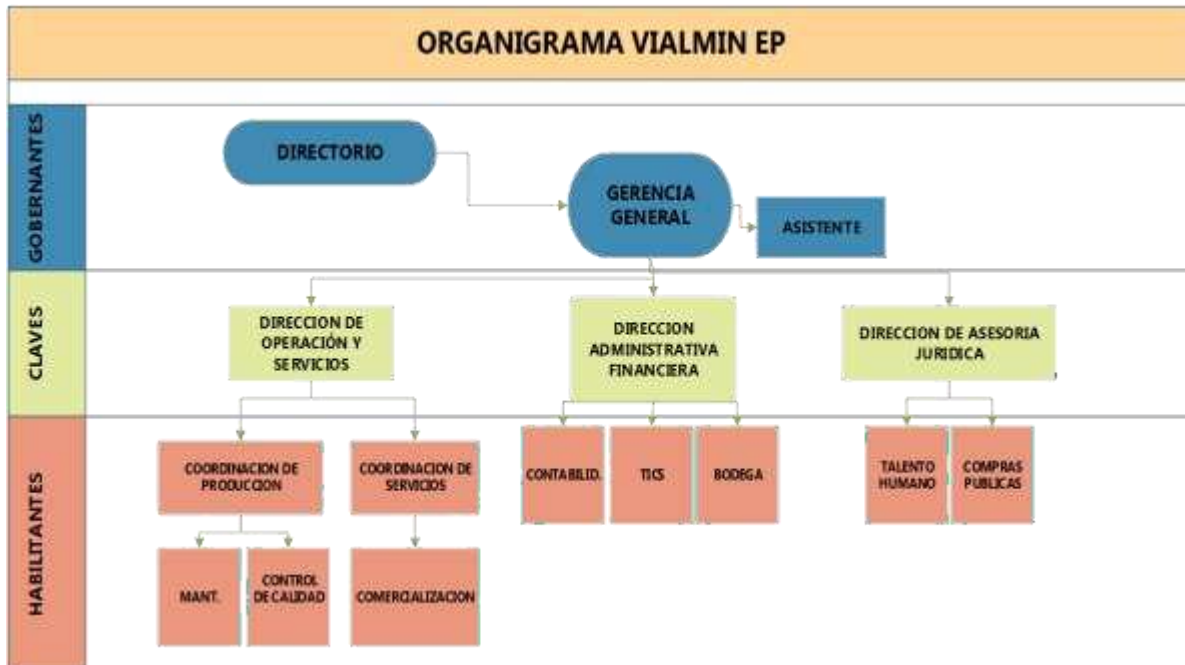 ORGANIGRAMA VIALMIN EP
GOBERNANTES
DIRECTORIO
GERENCIA
GENERAL
ASISTENTE
CLAVES
DIRECCION DE
OPERACIÓN Y
SERVICIOS
DIRECCION
ADMINISTRATIVA
FINANCIERA
DIRECCION DE ASESORIA
JURIDICA
HABILITANTES
COORDINACION DE
PRODUCCION
COORDINACION DE
SERVICIOS
CONTABILID.
TICS
BODEGA
TALENTO
HUMANO
COMPRAS
PUBLICAS
MANT.
CONTROL
DE CALIDAD
COMERCIALIZACION